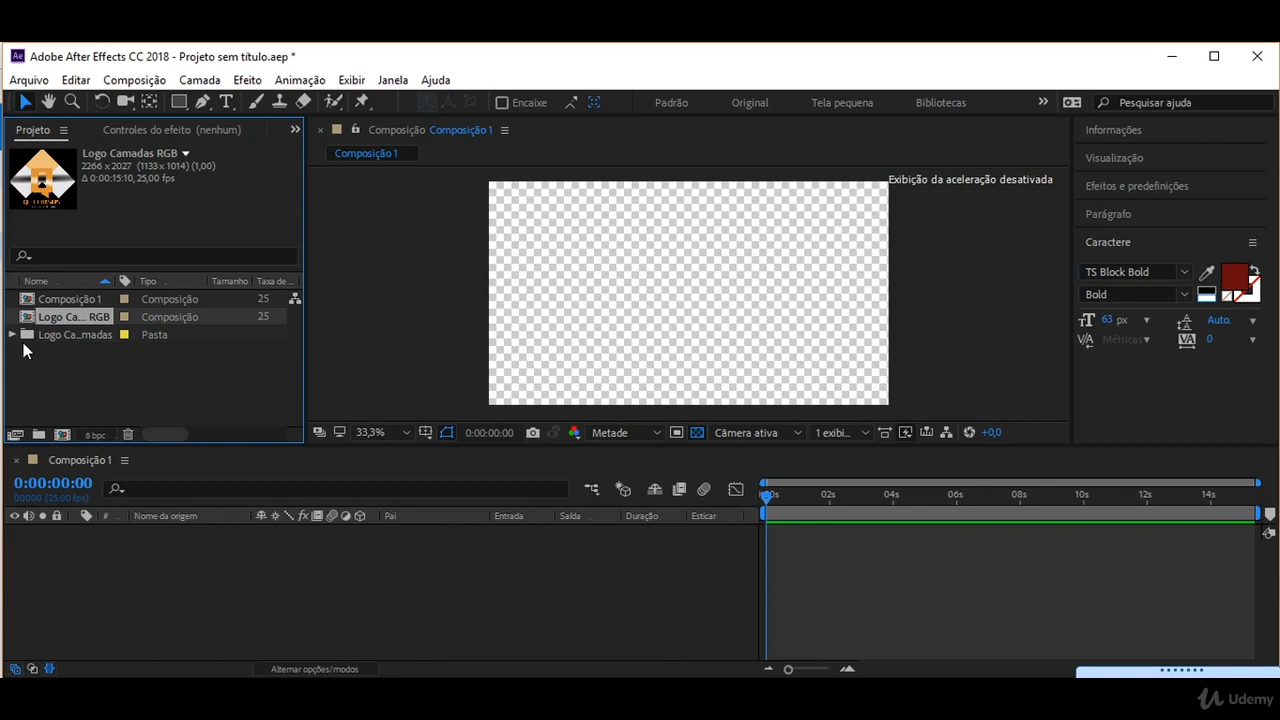 Ae Adobe After Effects CC 2018 - Projeto sem título.aep *
Arquivo Editar Composição Camada Efeito Animação Exibir Janela Ajuda
Encaixe Padrão Original Tela pequena Bibliotecas Pesquisar ajuda
Projeto Controles do efeito (nenhum)
Composição Composição 1
Informações
Logo Camadas RGB
2266 x 2027 (1133 x 1014) (1,00)
Δ 0:00:15:10, 25,00 fps
Composição 1
Visualização
Exibição da aceleração desativada
Efeitos e predefinições
Parágrafo
Caractere
Nome Tipo Tamanho Taxa de...
TS Block Bold
Composição 1 Composição 25
Bold
Logo Ca... RGB Composição 25
63 px Auto.
Logo Ca...madas Pasta
Métricas 0
8 bpc
33,3% 0:00:00:00 Metade Câmera ativa 1 exibi... +0,0
Composição 1
0:00:00:00
00000 (25.00 fps)
02s 04s 06s 08s 10s 12s 14s
# Nome da origem Pai Entrada Saída Duração Esticar
Alternar opções/modos
Udemy